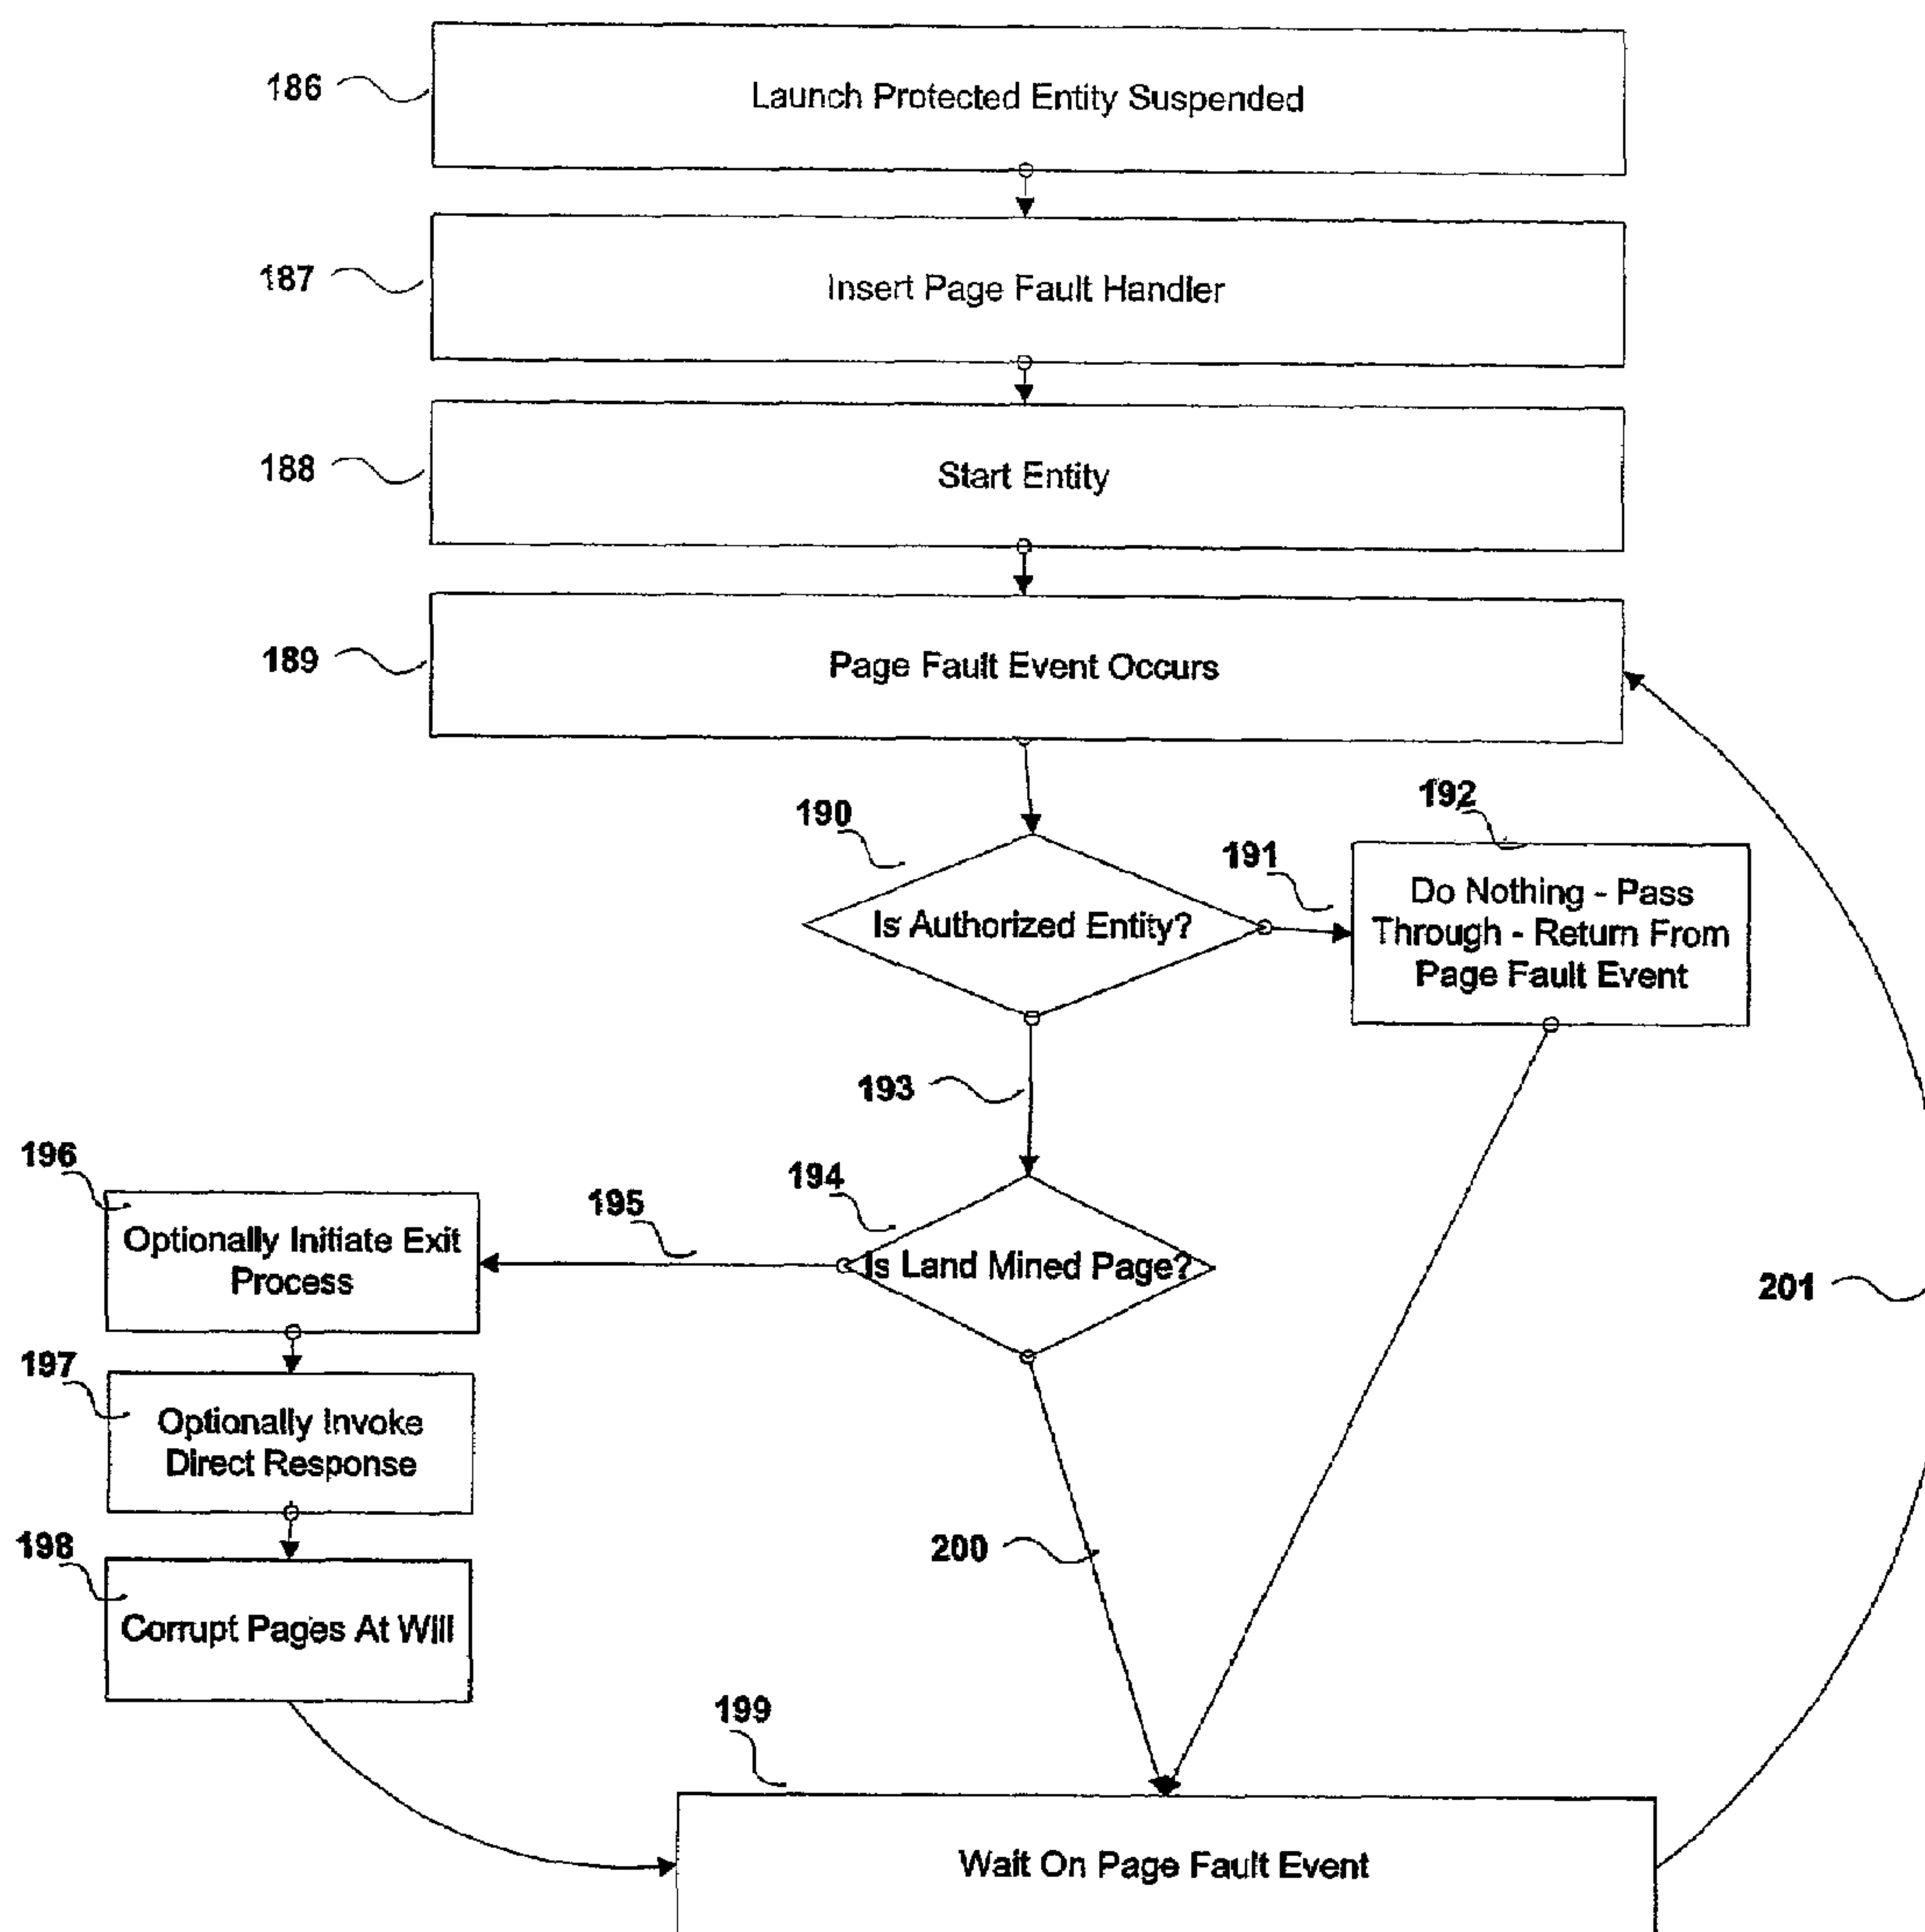 186
Launch Protected Entity Suspended
187
Insert Page Fault Handler
188
Start Entity
189
Page Fault Event Occurs
190
Is Authorized Entity?
191
192
Do Nothing - Pass
Through - Return From
Page Fault Event
193
194
Is Land Mined Page?
195
196
Optionally Initiate Exit
Process
197
Optionally Invoke
Direct Response
198
Corrupt Pages At Will
199
Wait On Page Fault Event
200
201